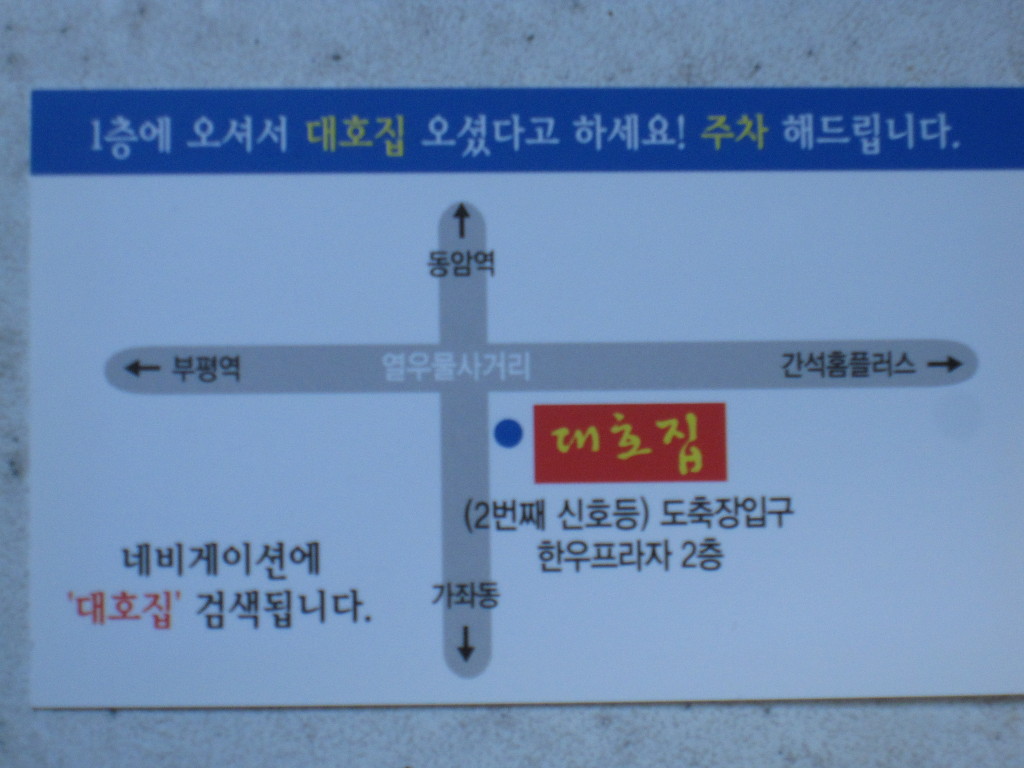 1층에 오셔서 대호집 오셨다고 하세요! 주차 해드립니다.
동암역
부평역
열우물사거리
간석홈플러스
대호집
(2번째 신호등) 도축장입구
한우프라자 2층
네비게이션에
'대호집' 검색됩니다.
가좌동